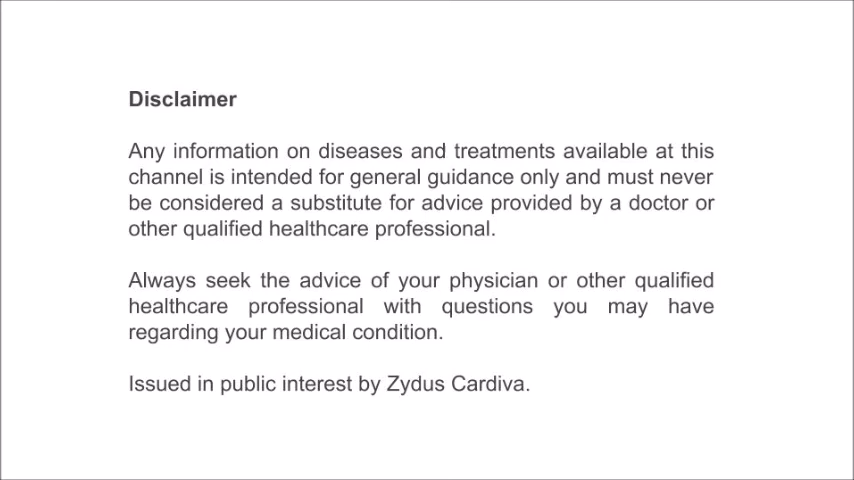 Disclaimer
Any information on diseases and treatments available at this
channel is intended for general guidance only and must never
be considered a substitute for advice provided by a doctor or
other qualified healthcare professional.
Always seek the advice of your physician or other qualified
healthcare professional with questions you may have
regarding your medical condition.
Issued in public interest by Zydus Cardiva.